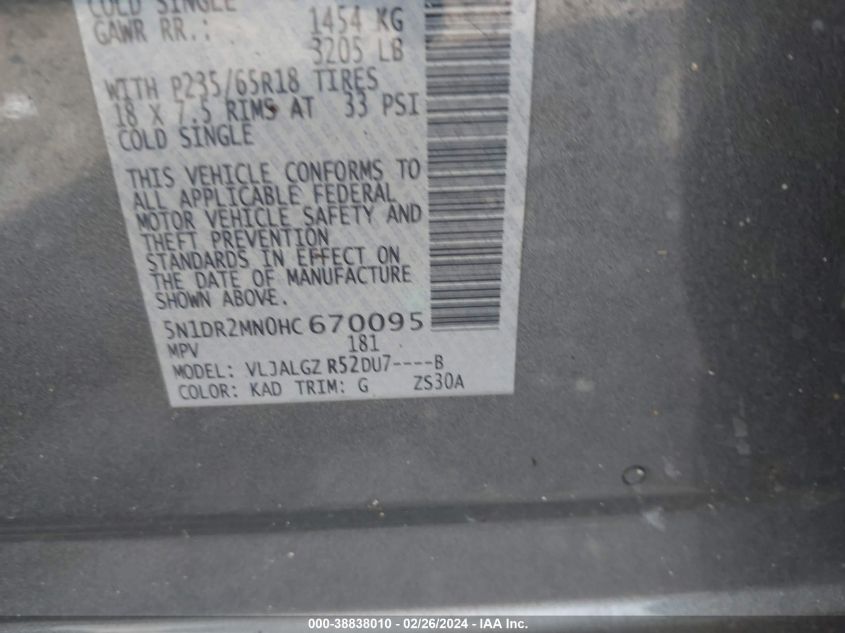 COLD SINGLE
GAWR RR.: 1454 KG
3205 LB
WITH P235/65R18 TIRES
18 X 7.5 RIMS AT 33 PSI
COLD SINGLE
THIS VEHICLE CONFORMS TO
ALL APPLICABLE FEDERAL
MOTOR VEHICLE SAFETY AND
THEFT PREVENTION
STANDARDS IN EFFECT ON
THE DATE OF MANUFACTURE
SHOWN ABOVE.
5N1DR2MN0HC670095
MPV 181
MODEL: VLJALGZ R52DU7----B
COLOR: KAD TRIM: G ZS30A
000-38838010 / 02/26/2024 - IAA Inc.